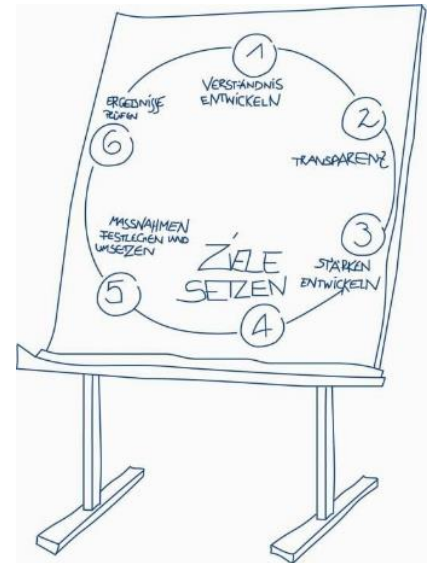 1
VERSTÄNDNIS
ENTWICKELN
2
TRANSPARENZ
3
STÄRKEN
ENTWICKELN
4
ZIELE
SETZEN
5
MASSNAHMEN
FESTLEGEN UND
UMSETZEN
6
ERGEBNISSE
PRÜFEN